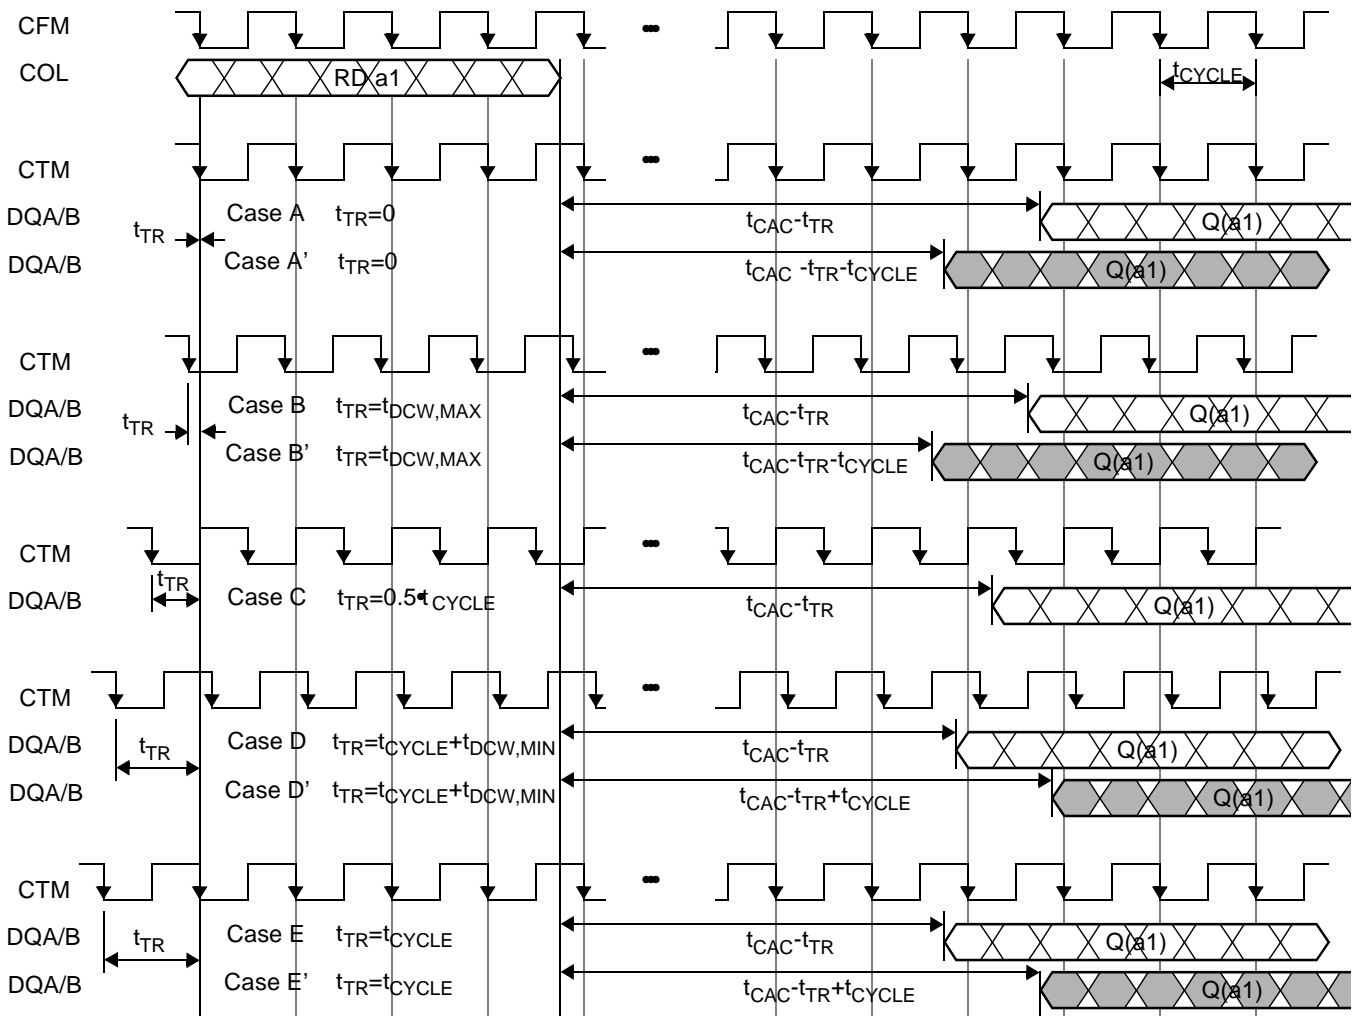 CFM •••
COL RD a1 tCYCLE
CTM •••
DQA/B Case A tTR=0 tCAC-tTR Q(a1)
tTR
DQA/B Case A' tTR=0 tCAC -tTR-tCYCLE Q(a1)
CTM •••
DQA/B Case B tTR=tDCW,MAX tCAC-tTR Q(a1)
tTR
DQA/B Case B' tTR=tDCW,MAX tCAC-tTR-tCYCLE Q(a1)
CTM •••
tTR
DQA/B Case C tTR=0.5•tCYCLE tCAC-tTR Q(a1)
CTM •••
DQA/B tTR Case D tTR=tCYCLE+tDCW,MIN tCAC-tTR Q(a1)
DQA/B Case D' tTR=tCYCLE+tDCW,MIN tCAC-tTR+tCYCLE Q(a1)
CTM •••
DQA/B tTR Case E tTR=tCYCLE tCAC-tTR Q(a1)
DQA/B Case E' tTR=tCYCLE tCAC-tTR+tCYCLE Q(a1)